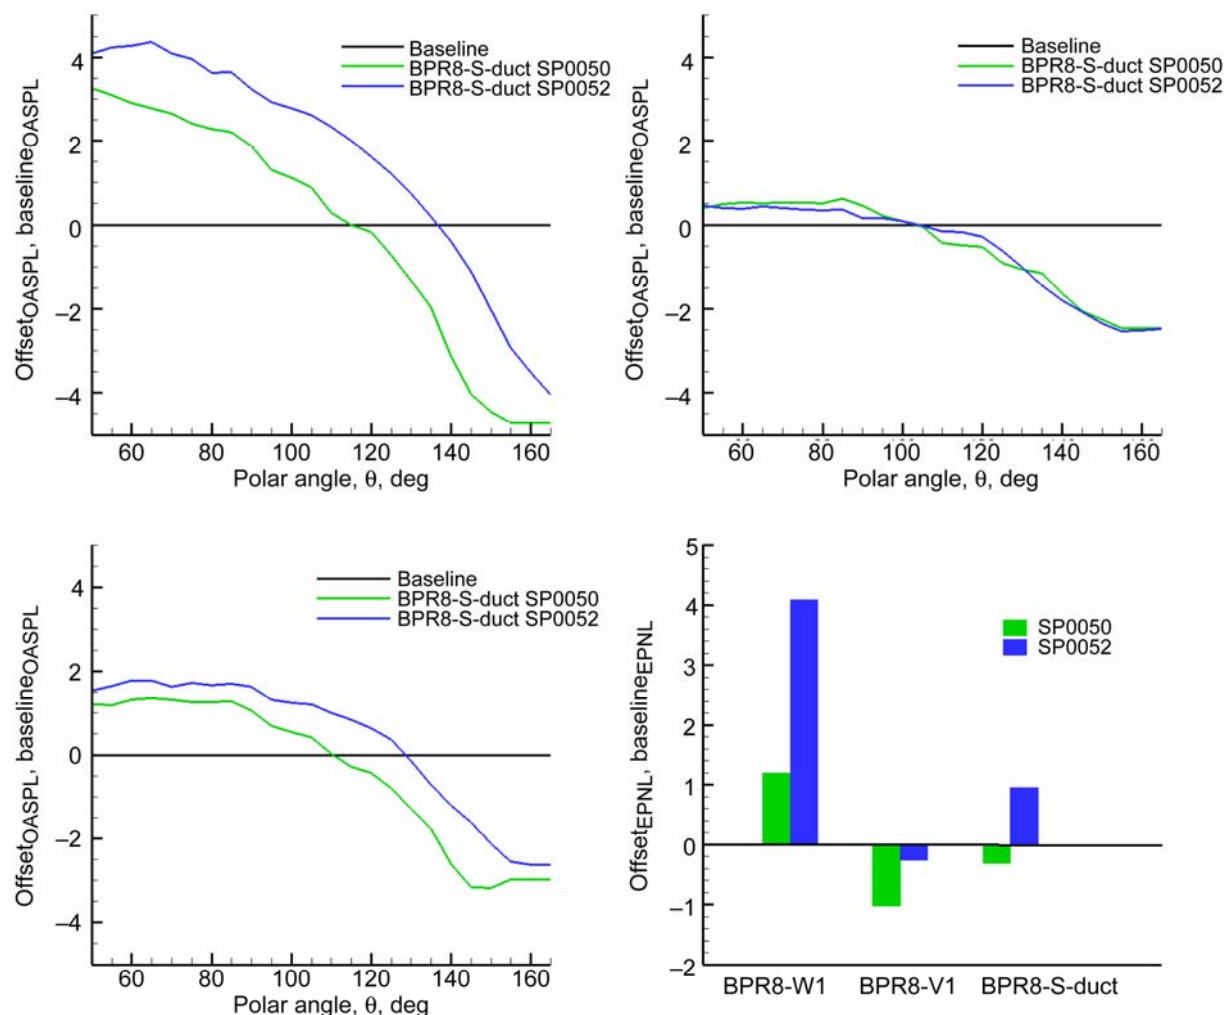 4
2
0
–2
–4
Offset_OASPL, baseline_OASPL
Baseline
BPR8-S-duct SP0050
BPR8-S-duct SP0052
60 80 100 120 140 160
Polar angle, θ, deg
4
2
0
–2
–4
Offset_OASPL, baseline_OASPL
Baseline
BPR8-S-duct SP0050
BPR8-S-duct SP0052
60 80 100 120 140 160
Polar angle, θ, deg
4
2
0
–2
–4
Offset_OASPL, baseline_OASPL
Baseline
BPR8-S-duct SP0050
BPR8-S-duct SP0052
60 80 100 120 140 160
Polar angle, θ, deg
5
4
3
2
1
0
–1
–2
Offset_EPNL, baseline_EPNL
SP0050
SP0052
BPR8-W1 BPR8-V1 BPR8-S-duct